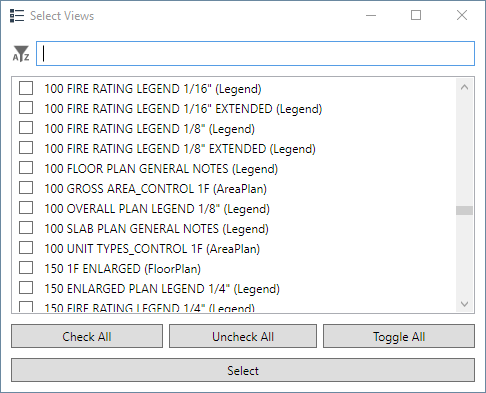 Select Views
AZ
100 FIRE RATING LEGEND 1/16" (Legend)
100 FIRE RATING LEGEND 1/16" EXTENDED (Legend)
100 FIRE RATING LEGEND 1/8" (Legend)
100 FIRE RATING LEGEND 1/8" EXTENDED (Legend)
100 FLOOR PLAN GENERAL NOTES (Legend)
100 GROSS AREA_CONTROL 1F (AreaPlan)
100 OVERALL PLAN LEGEND 1/8" (Legend)
100 SLAB PLAN GENERAL NOTES (Legend)
100 UNIT TYPES_CONTROL 1F (AreaPlan)
150 1F ENLARGED (FloorPlan)
150 ENLARGED PLAN LEGEND 1/4" (Legend)
150 FIRE RATING LEGEND 1/4" (Legend)
Check All Uncheck All Toggle All
Select